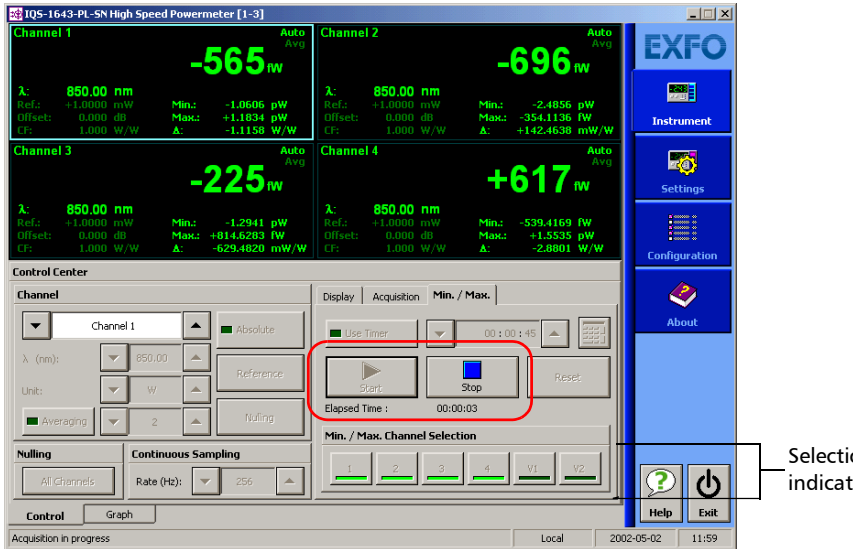 IQS-1643-PL-SN High Speed Powermeter [1-3]
Channel 1 Auto
Avg
-565 fW
λ: 850.00 nm
Ref.: +1.0000 mW Min.: -1.0606 pW
Offset: 0.000 dB Max.: +1.1834 pW
CF: 1.000 W/W Δ: -1.1158 W/W
Channel 2 Auto
Avg
-696 fW
λ: 850.00 nm
Ref.: +1.0000 mW Min.: -2.4856 pW
Offset: 0.000 dB Max.: -354.1136 fW
CF: 1.000 W/W Δ: +142.4638 mW/W
Channel 3 Auto
Avg
-225 fW
λ: 850.00 nm
Ref.: +1.0000 mW Min.: -1.2941 pW
Offset: 0.000 dB Max.: +814.6283 fW
CF: 1.000 W/W Δ: -629.4820 mW/W
Channel 4 Auto
Avg
+617 fW
λ: 850.00 nm
Ref.: +1.0000 mW Min.: -539.4169 fW
Offset: 0.000 dB Max.: +1.5535 pW
CF: 1.000 W/W Δ: -2.8801 W/W
EXFO
Instrument
Settings
Configuration
About
Help Exit
Control Center
Channel
Channel 1 Absolute
λ (nm): 850.00 Reference
Unit: W
Averaging 2 Nulling
Nulling
All Channels
Continuous Sampling
Rate (Hz): 256
Display Acquisition Min. / Max.
Use Timer 00 : 00 : 45
Start Stop Reset
Elapsed Time : 00:00:03
Min. / Max. Channel Selection
1 2 3 4 V1 V2
Control Graph
Acquisition in progress Local 2002-05-02 11:59